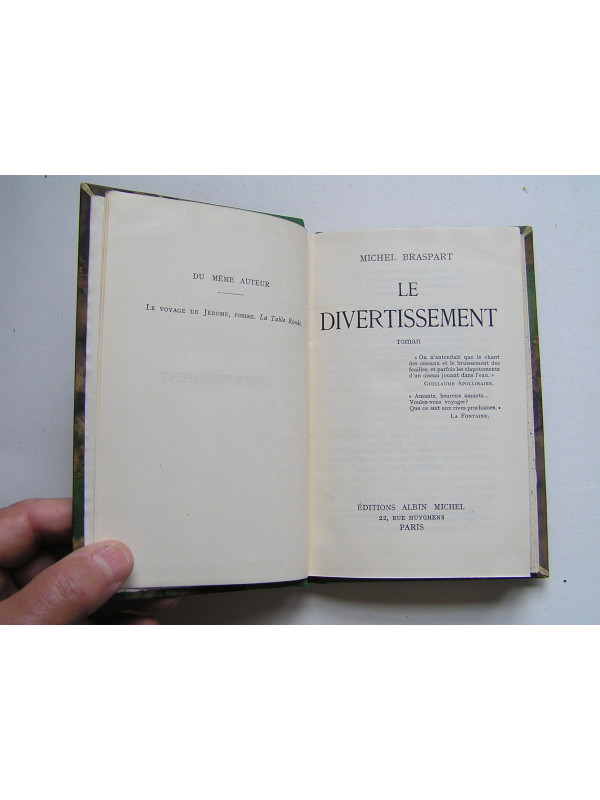 DU MÊME AUTEUR
LE VOYAGE DE JÉROME, roman. La Table Ronde.
MICHEL BRASPART
LE
DIVERTISSEMENT
roman
« On n'entendait que le chant
des oiseaux et le bruissement des
feuilles, et parfois les clapotements
d'un oiseau jouant dans l'eau. »
GUILLAUME APOLLINAIRE.
« Amants, heureux amants...
Voulez-vous voyager?
Que ce soit aux rives prochaines. »
LA FONTAINE.
ÉDITIONS ALBIN MICHEL
22, RUE HUYGHENS
PARIS